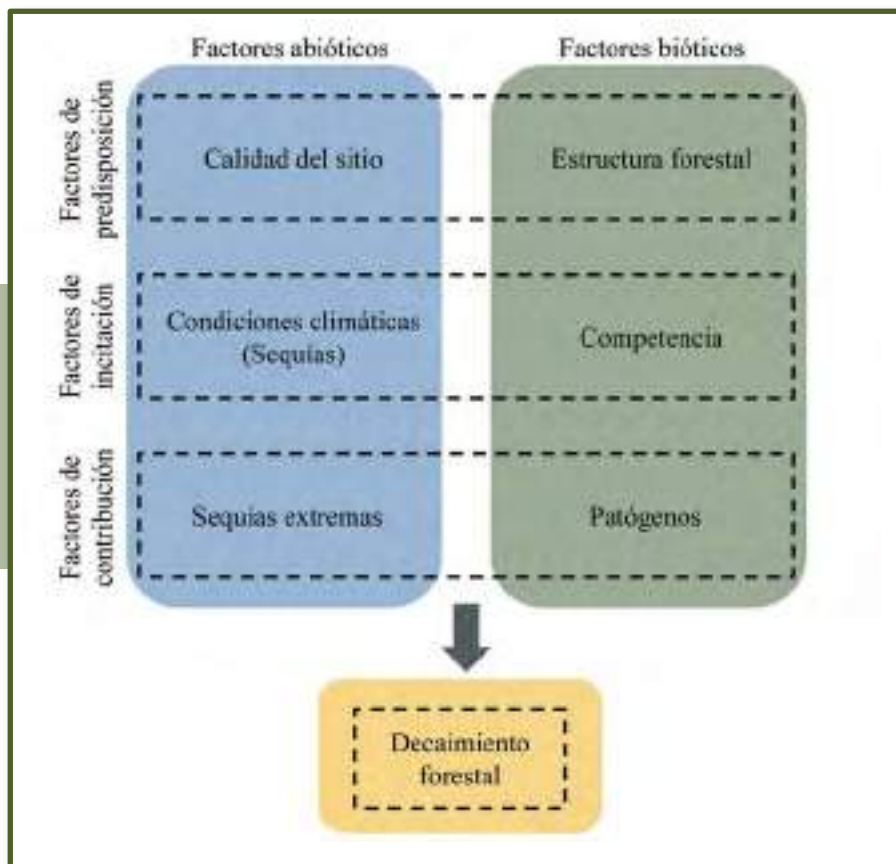 Factores abióticos
Factores bióticos
Factores de
predisposición
Calidad del sitio
Estructura forestal
Factores de
incitación
Condiciones climáticas
(Sequías)
Competencia
Factores de
contribución
Sequias extremas
Patógenos
Decaimiento
forestal